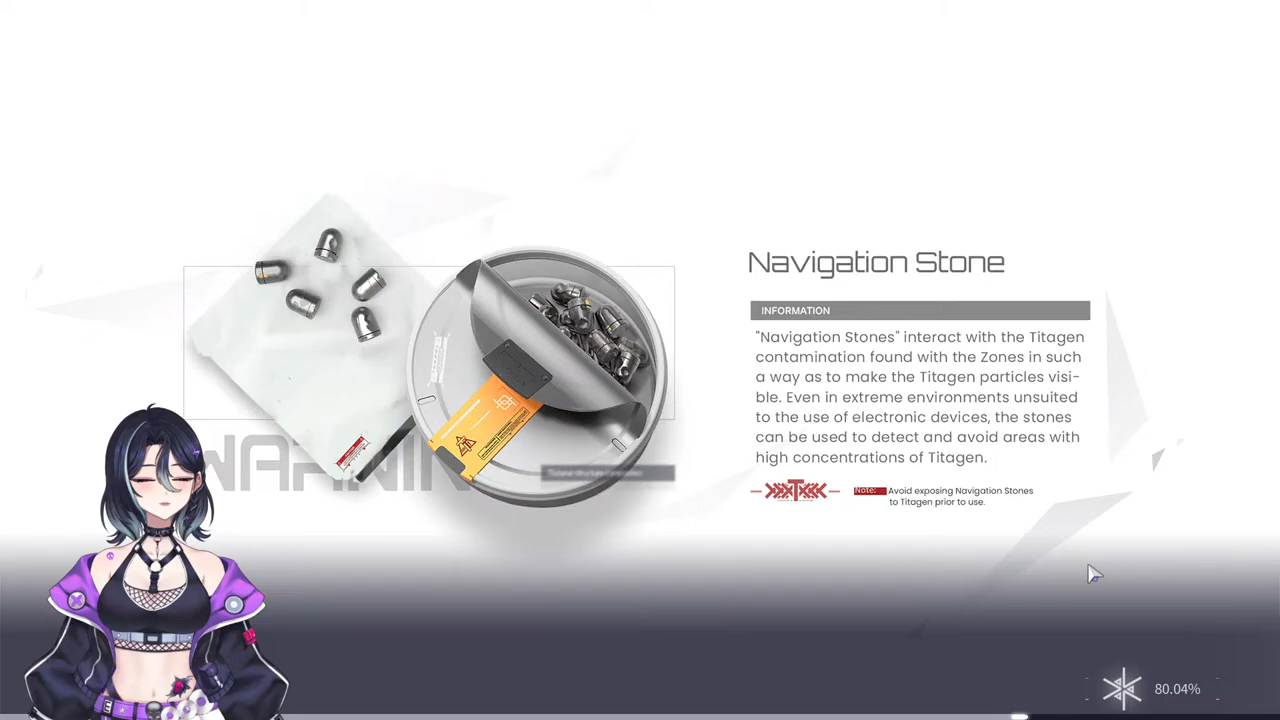 Navigation Stone
INFORMATION
"Navigation Stones" interact with the Titagen
contamination found with the Zones in such
a way as to make the Titagen particles visi-
ble. Even in extreme environments unsuited
to the use of electronic devices, the stones
can be used to detect and avoid areas with
high concentrations of Titagen.
Note: Avoid exposing Navigation Stones
to Titagen prior to use.
80.04%